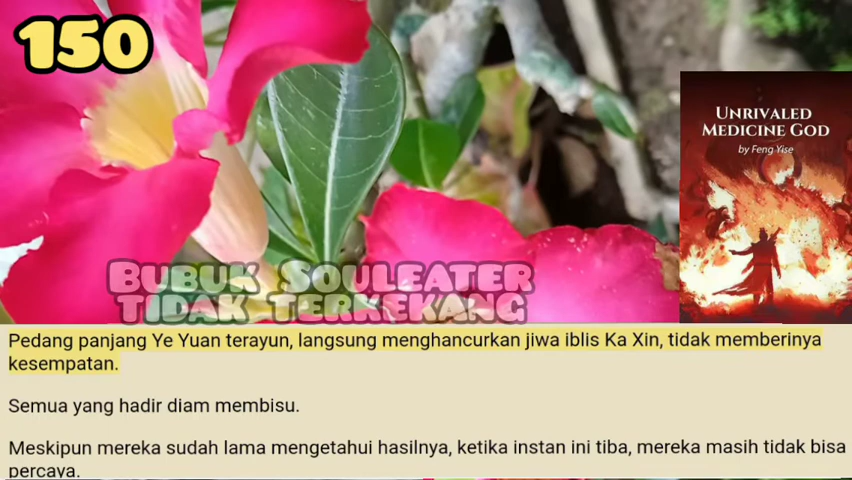 150
UNRIVALED
MEDICINE GOD
by Feng Yise
BUBUK SOULEATER
TIDAK TERKEKANG
Pedang panjang Ye Yuan terayun, langsung menghancurkan jiwa iblis Ka Xin, tidak memberinya
kesempatan.
Semua yang hadir diam membisu.
Meskipun mereka sudah lama mengetahui hasilnya, ketika instan ini tiba, mereka masih tidak bisa
percaya.